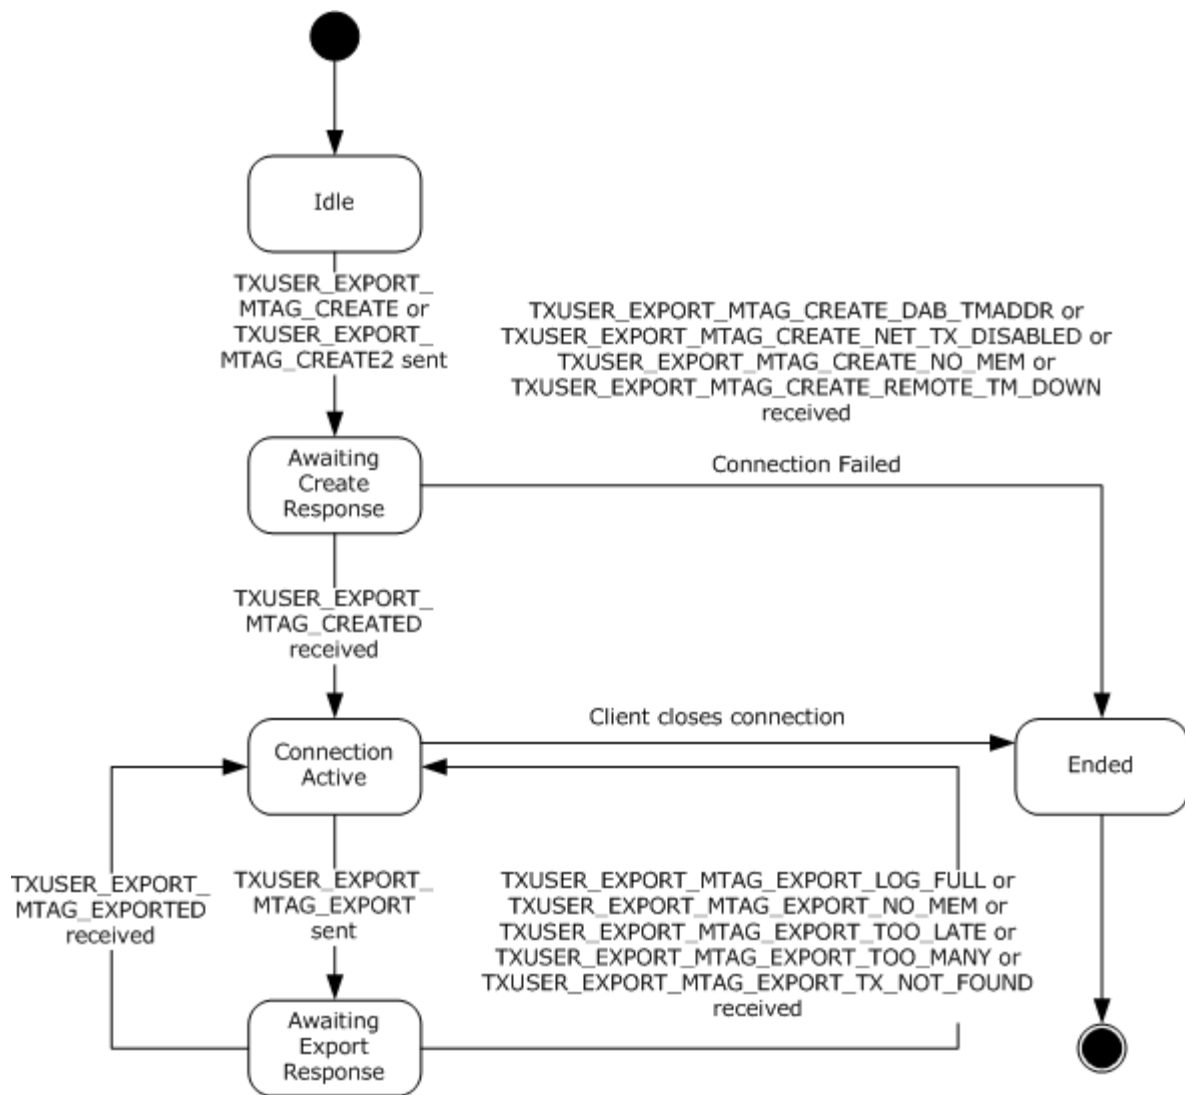 Idle
TXUSER_EXPORT_
MTAG_CREATE or
TXUSER_EXPORT_
MTAG_CREATE2 sent
TXUSER_EXPORT_MTAG_CREATE_DAB_TMADDR or
TXUSER_EXPORT_MTAG_CREATE_NET_TX_DISABLED or
TXUSER_EXPORT_MTAG_CREATE_NO_MEM or
TXUSER_EXPORT_MTAG_CREATE_REMOTE_TM_DOWN
received
Awaiting
Create
Response
Connection Failed
TXUSER_EXPORT_
MTAG_CREATED
received
Connection
Active
Client closes connection
Ended
TXUSER_EXPORT_
MTAG_EXPORTED
received
TXUSER_EXPORT_
MTAG_EXPORT
sent
TXUSER_EXPORT_MTAG_EXPORT_LOG_FULL or
TXUSER_EXPORT_MTAG_EXPORT_NO_MEM or
TXUSER_EXPORT_MTAG_EXPORT_TOO_LATE or
TXUSER_EXPORT_MTAG_EXPORT_TOO_MANY or
TXUSER_EXPORT_MTAG_EXPORT_TX_NOT_FOUND
received
Awaiting
Export
Response